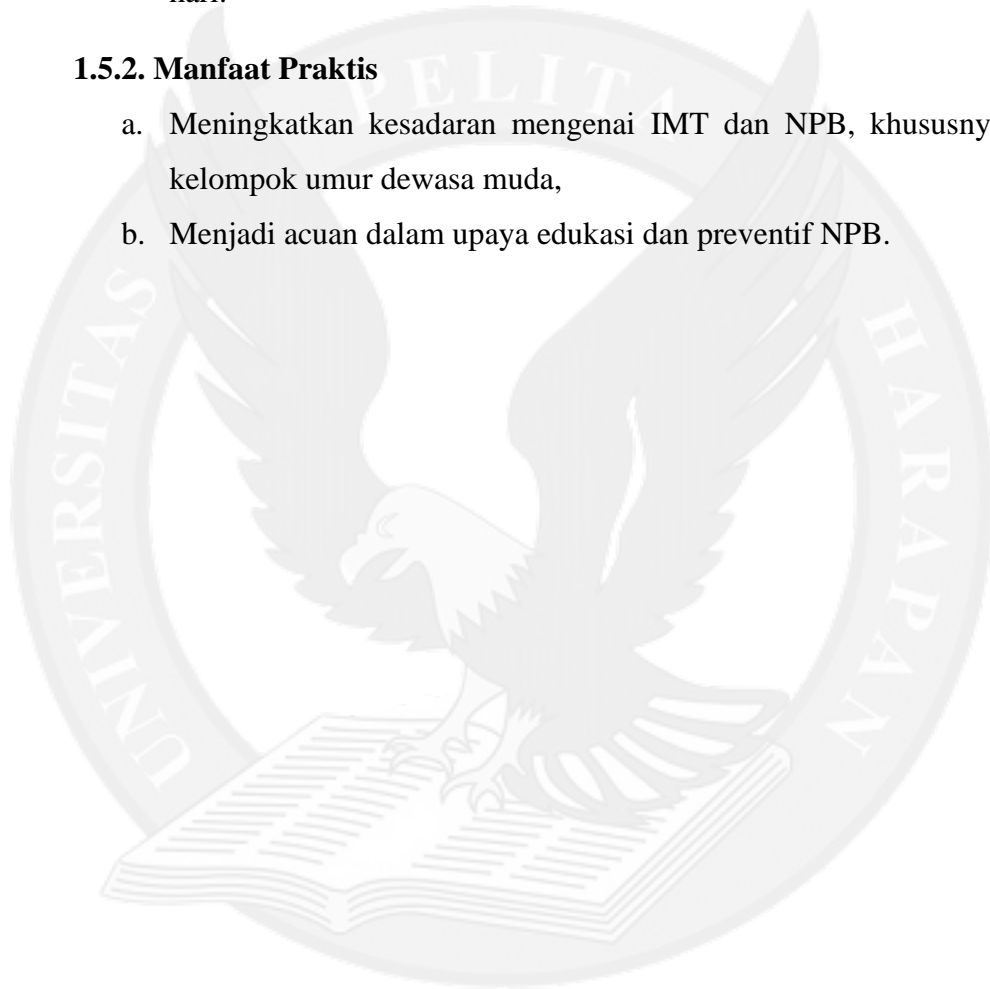 1.5.2. Manfaat Praktis
a. Meningkatkan kesadaran mengenai IMT dan NPB, khususny
kelompok umur dewasa muda,
b. Menjadi acuan dalam upaya edukasi dan preventif NPB.
UNIVERSITAS PELITA HARAPAN